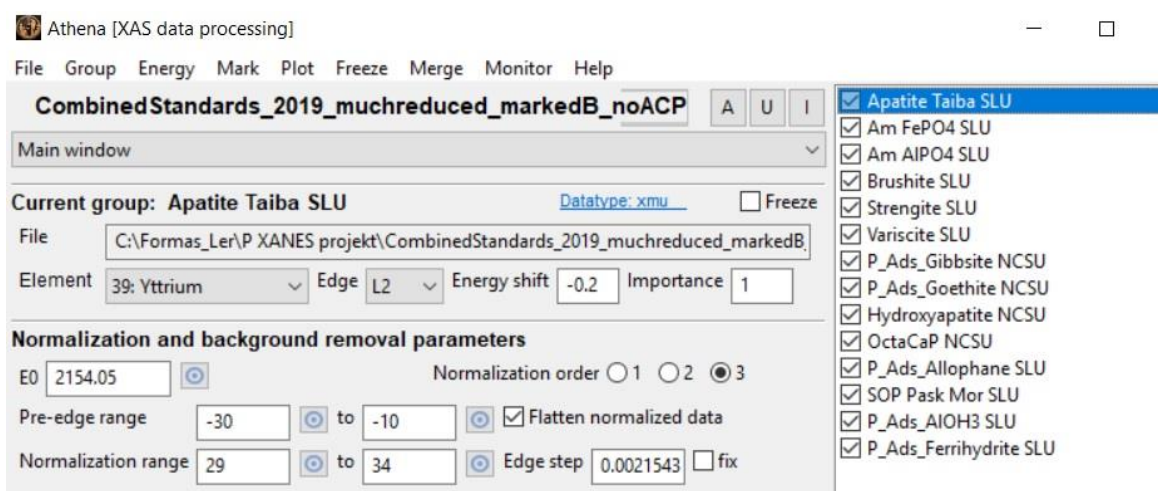 Athena [XAS data processing]
File Group Energy Mark Plot Freeze Merge Monitor Help
CombinedStandards_2019_muchreduced_markedB_noACP A U I
Main window
Current group: Apatite Taiba SLU Datatype: xmu Freeze
File C:\Formas_Ler\P XANES projekt\CombinedStandards_2019_muchreduced_markedB_
Element 39: Yttrium Edge L2 Energy shift -0.2 Importance 1
Normalization and background removal parameters
E0 2154.05 Normalization order 1 2 3
Pre-edge range -30 to -10 Flatten normalized data
Normalization range 29 to 34 Edge step 0.0021543 fix
Apatite Taiba SLU
Am FePO4 SLU
Am AlPO4 SLU
Brushite SLU
Strengite SLU
Variscite SLU
P_Ads_Gibbsite NCSU
P_Ads_Goethite NCSU
Hydroxyapatite NCSU
OctaCaP NCSU
P_Ads_Allophane SLU
SOP Pask Mor SLU
P_Ads_AlOH3 SLU
P_Ads_Ferrihydrite SLU